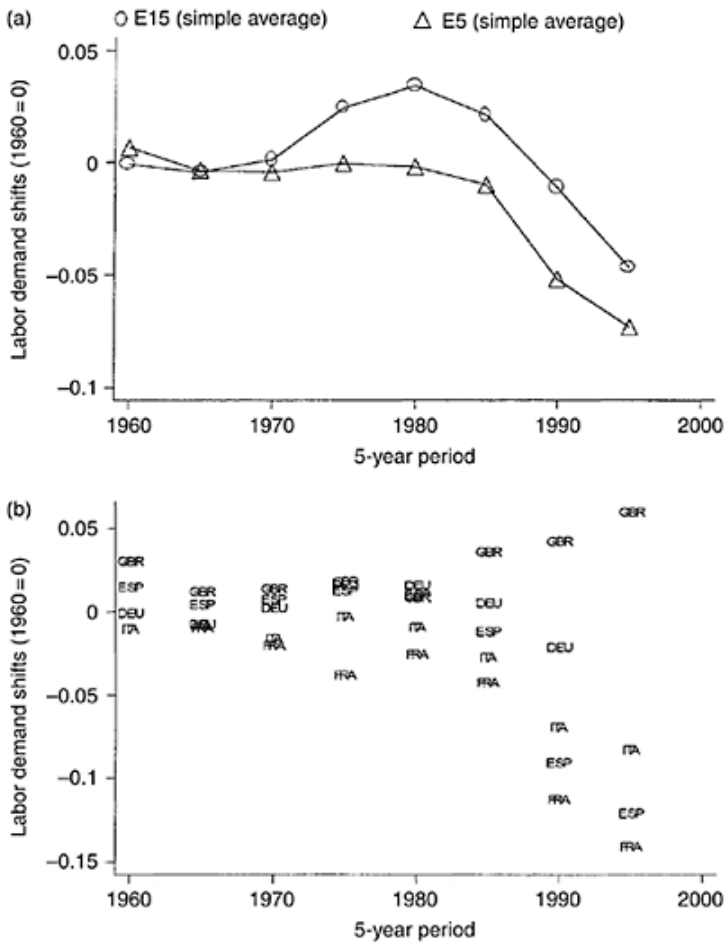 (a)
E15 (simple average) E5 (simple average)
Labor demand shifts (1960 = 0)
0.05
0
−0.05
−0.1
1960 1970 1980 1990 2000
5-year period
(b)
Labor demand shifts (1960 = 0)
0.05
0
−0.05
−0.1
−0.15
GBR
ESP
DEU
ITA
GBR
ESP
GBR
ESP
DEU
ITA
FRA
GBR
ESP
ITA
FRA
DEU
ITA
FRA
GBR
DEU
ESP
ITA
FRA
GBR
DEU
ITA
ESP
FRA
GBR
ITA
ESP
FRA
1960 1970 1980 1990 2000
5-year period